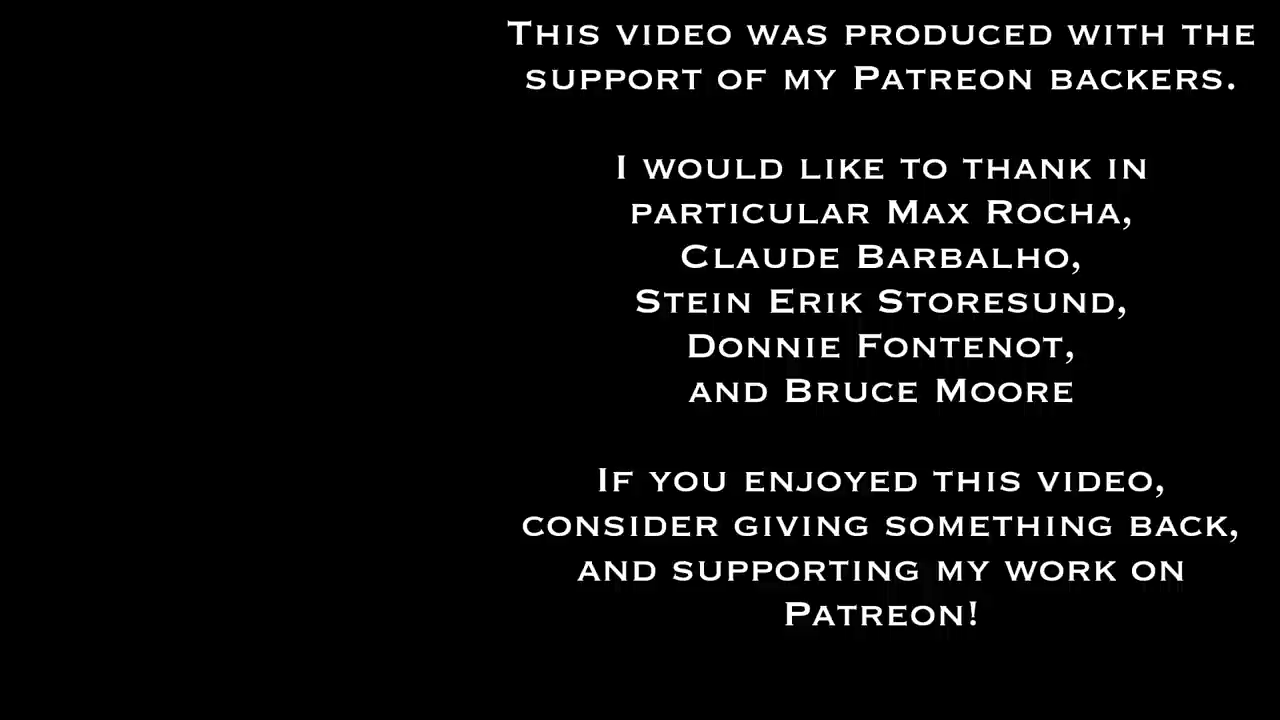 This video was produced with the
support of my Patreon backers.
I would like to thank in
particular Max Rocha,
Claude Barbalho,
Stein Erik Storesund,
Donnie Fontenot,
and Bruce Moore
If you enjoyed this video,
consider giving something back,
and supporting my work on
Patreon!